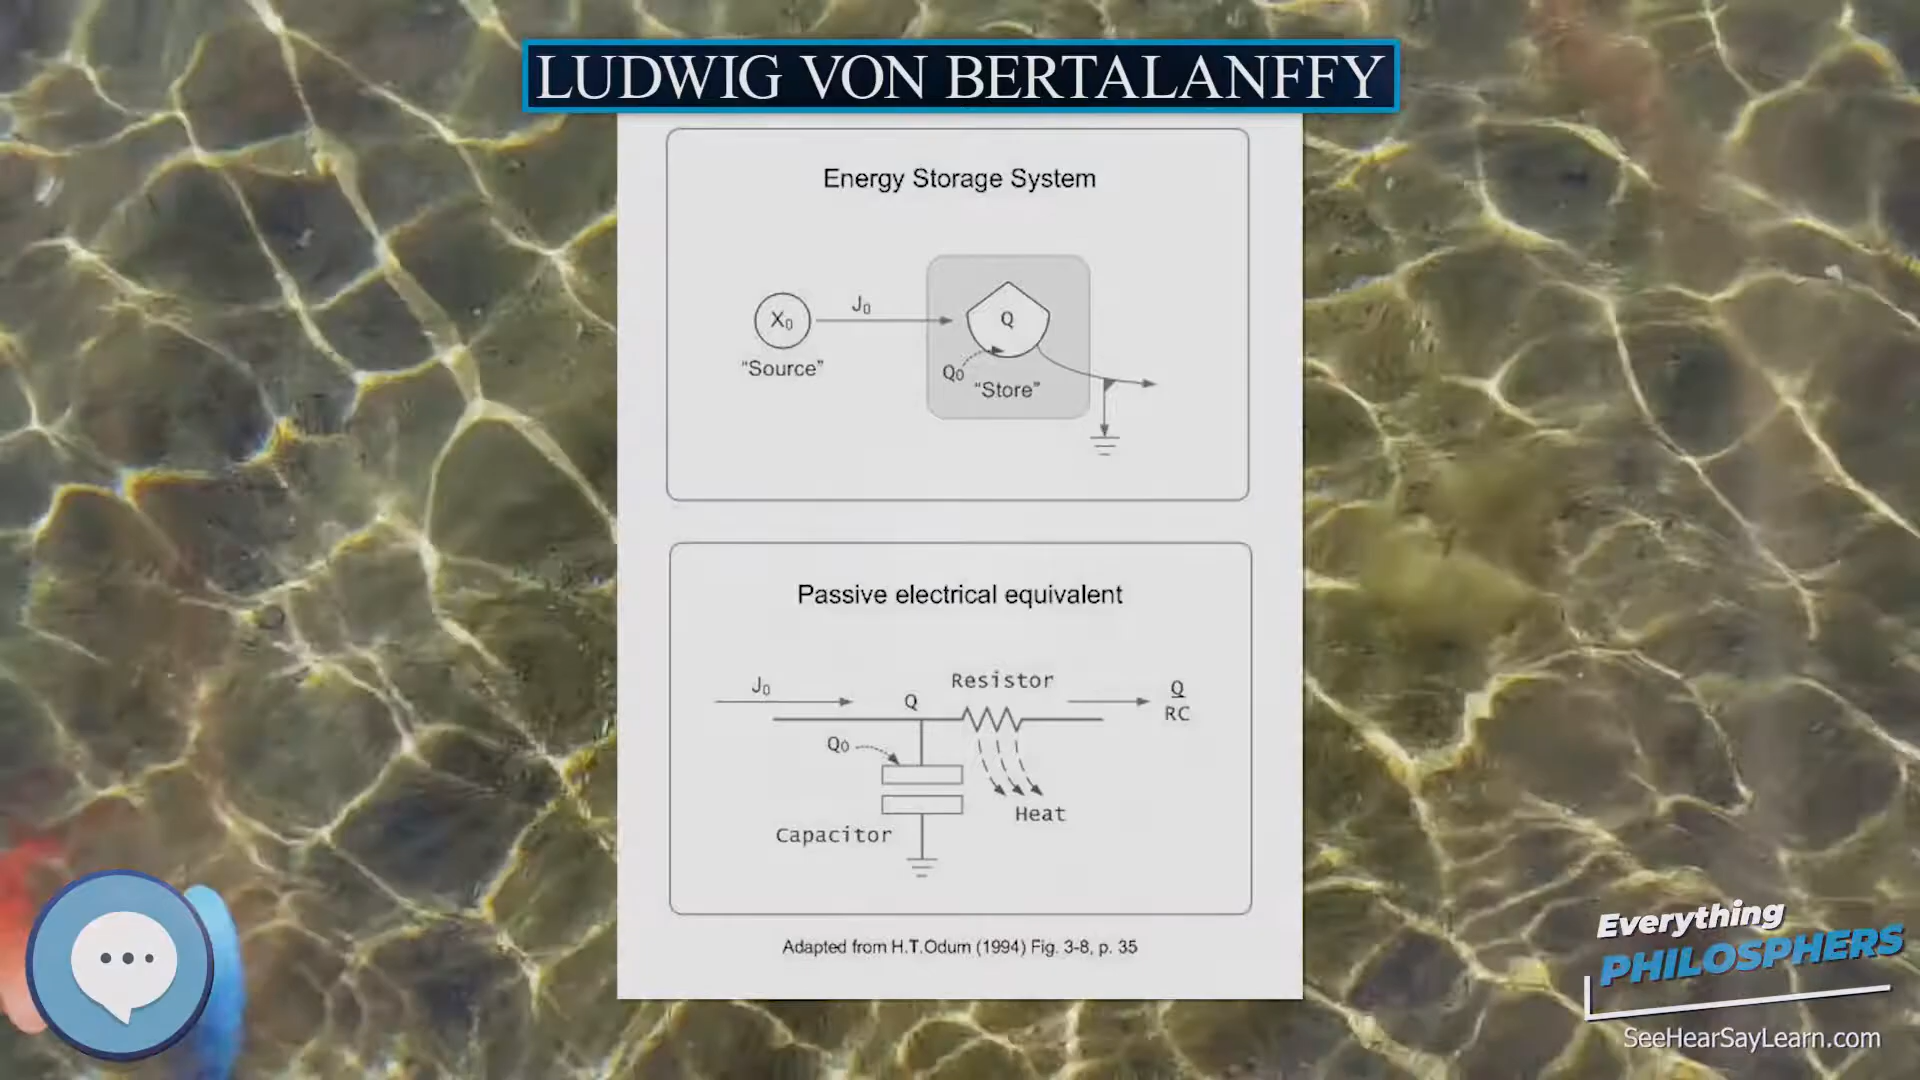 LUDWIG VON BERTALANFFY
Energy Storage System
X₀
J₀
Q
Q₀
"Source"
"Store"
Passive electrical equivalent
J₀
Q
Resistor
Q
RC
Q₀
Heat
Capacitor
Adapted from H.T.Odum (1994) Fig. 3-8, p. 35
Everything
PHILOSPHERS
SeeHearSayLearn.com